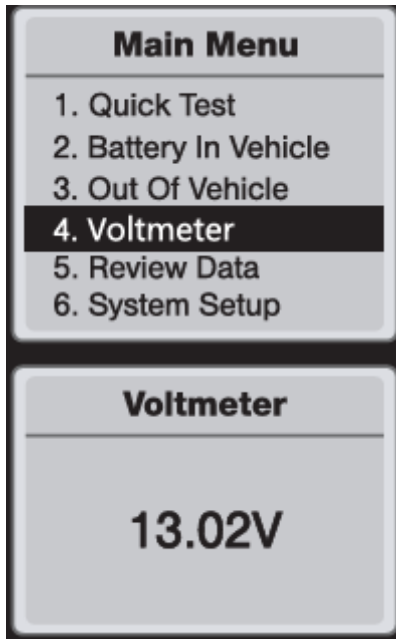 Main Menu
1. Quick Test
2. Battery In Vehicle
3. Out Of Vehicle
4. Voltmeter
5. Review Data
6. System Setup
Voltmeter
13.02V